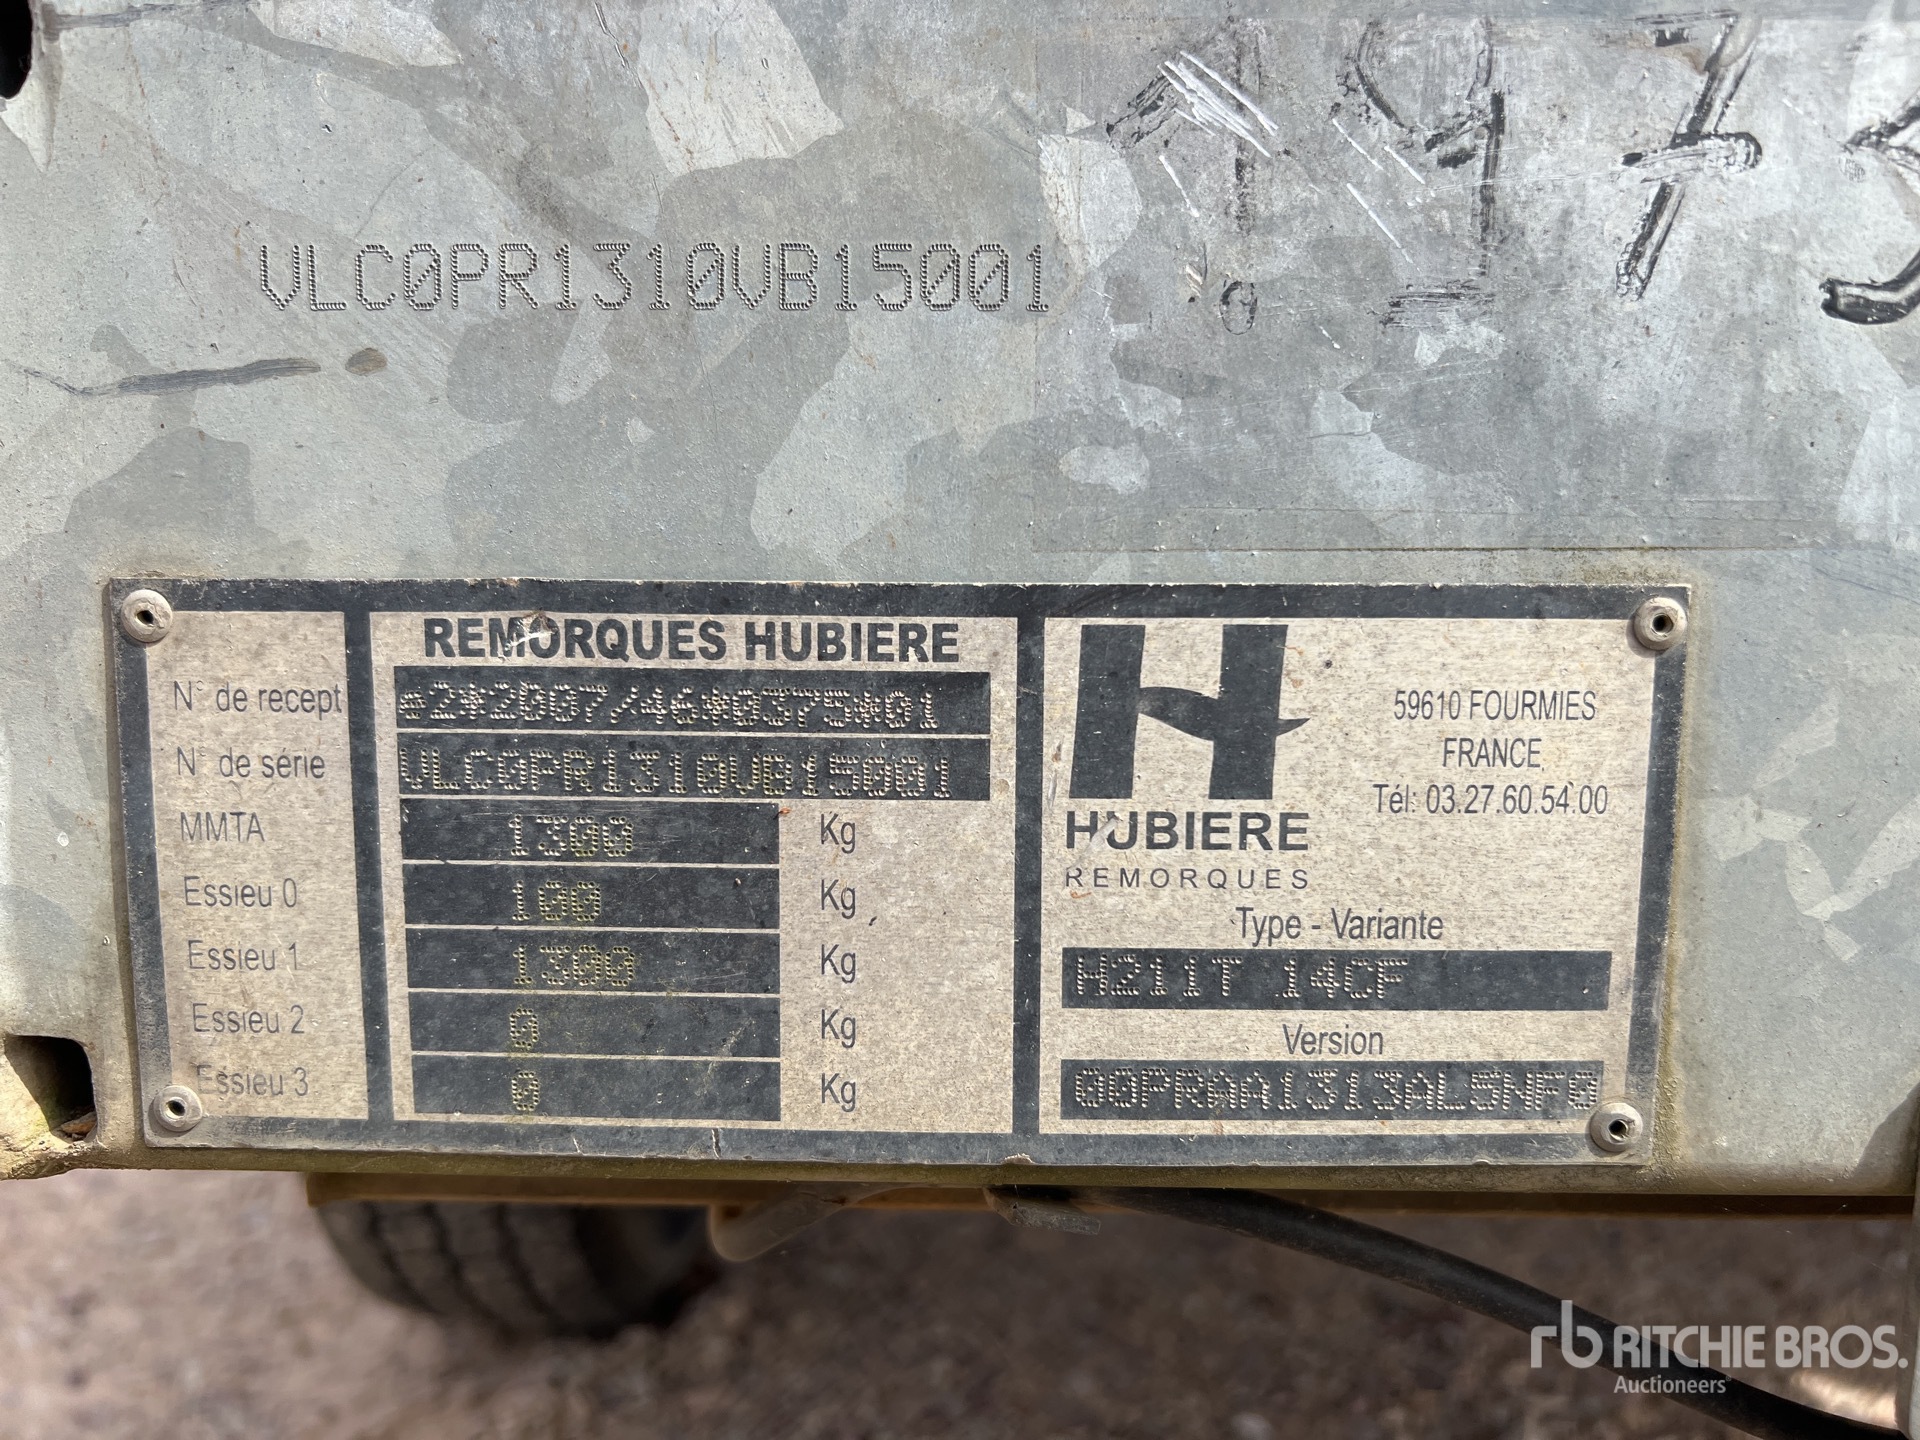 1973
VLC0PR1310VB15001
REMORQUES HUBIERE
N° de recept e2*2007/46*0375*01
N° de série VLC0PR1310VB15001
MMTA 1300 Kg
Essieu 0 100 Kg
Essieu 1 1300 Kg
Essieu 2 0 Kg
Essieu 3 0 Kg
H
HUBIERE
REMORQUES
59610 FOURMIES
FRANCE
Tél: 03.27.60.54.00
Type - Variante
H211T 14CF
Version
00PRAA1313AL5NF0
rb RITCHIE BROS.
Auctioneers